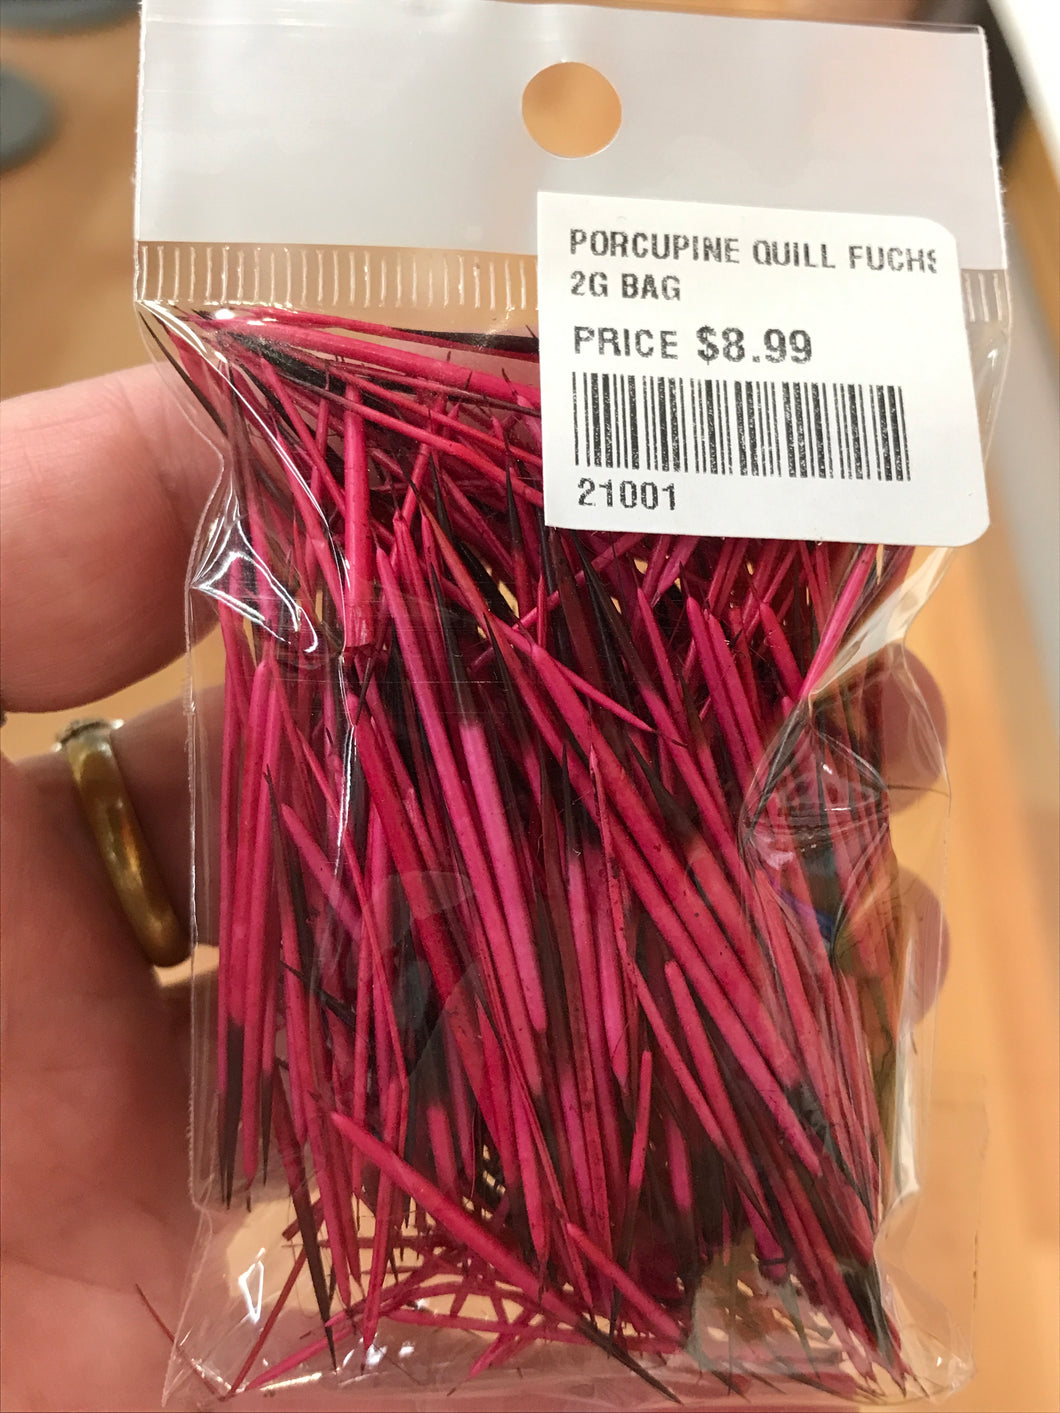 PORCUPINE QUILL FUCHS
2G BAG
PRICE $8.99
21001